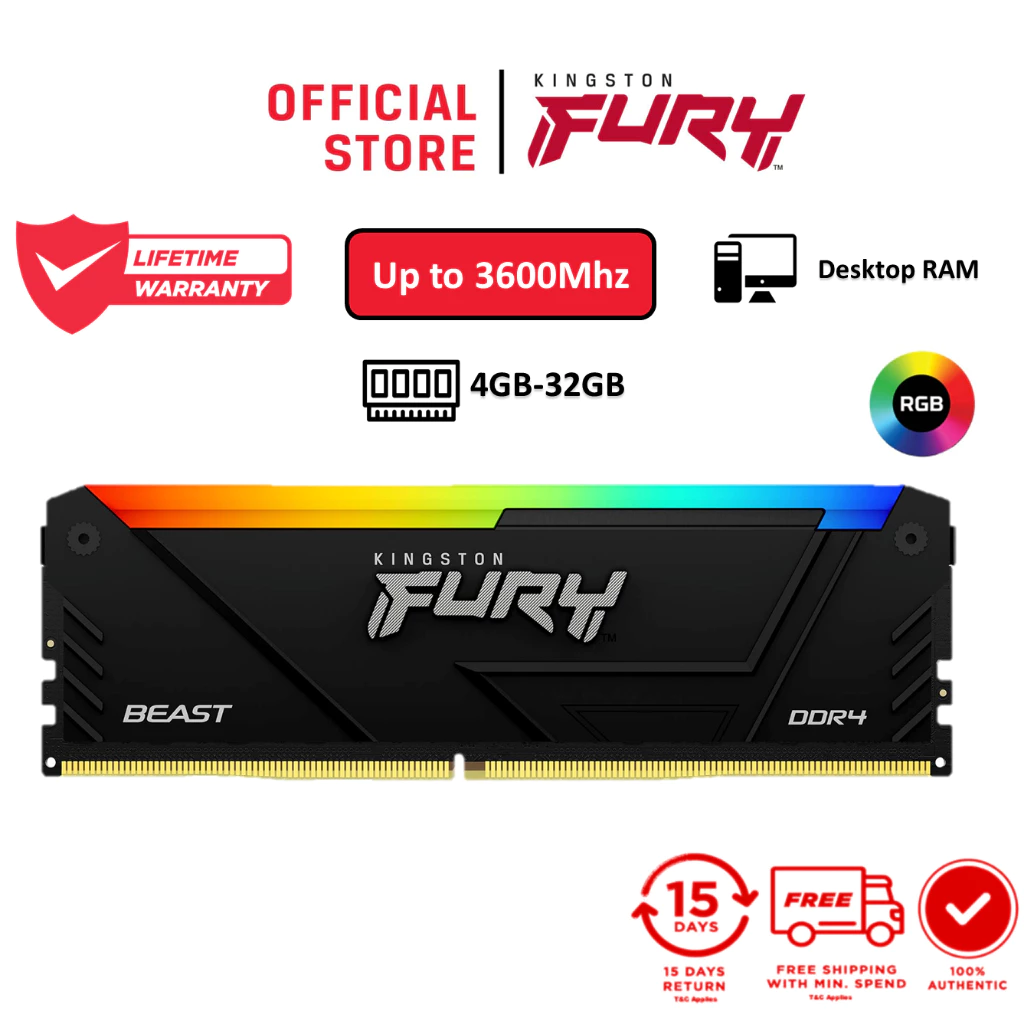 OFFICIAL
STORE
KINGSTON
FURY
TM
LIFETIME
WARRANTY
Up to 3600Mhz
Desktop RAM
4GB-32GB
RGB
KINGSTON
FURY
TM
BEAST
DDR4
15
DAYS
15 DAYS
RETURN
T&C Applies
FREE
FREE SHIPPING
WITH MIN. SPEND
T&C Applies
100%
AUTHENTIC